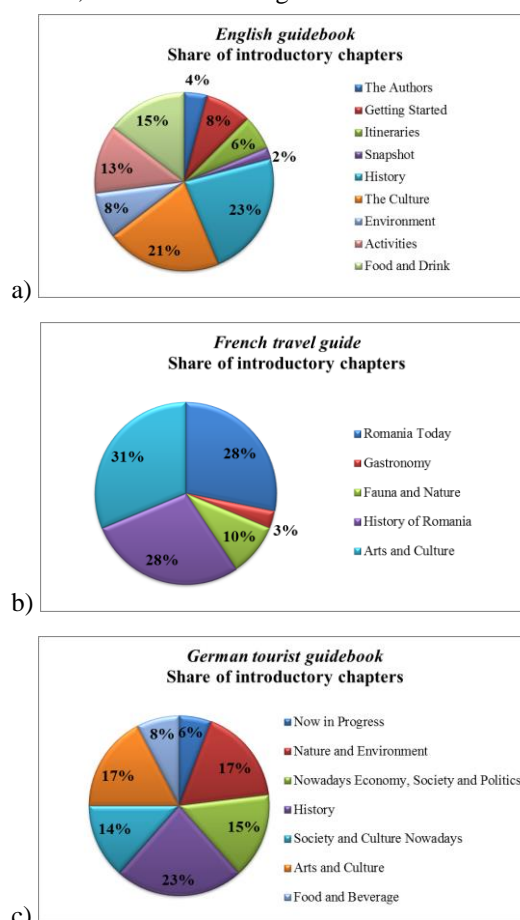 English guidebook
Share of introductory chapters
4%
8%
6%
2%
23%
21%
8%
13%
15%
The Authors
Getting Started
Itineraries
Snapshot
History
The Culture
Environment
Activities
Food and Drink
a)
French travel guide
Share of introductory chapters
28%
3%
10%
28%
31%
Romania Today
Gastronomy
Fauna and Nature
History of Romania
Arts and Culture
b)
German tourist guidebook
Share of introductory chapters
6%
17%
15%
23%
14%
17%
8%
Now in Progress
Nature and Environment
Nowadays Economy, Society and Politics
History
Society and Culture Nowadays
Arts and Culture
Food and Beverage
c)